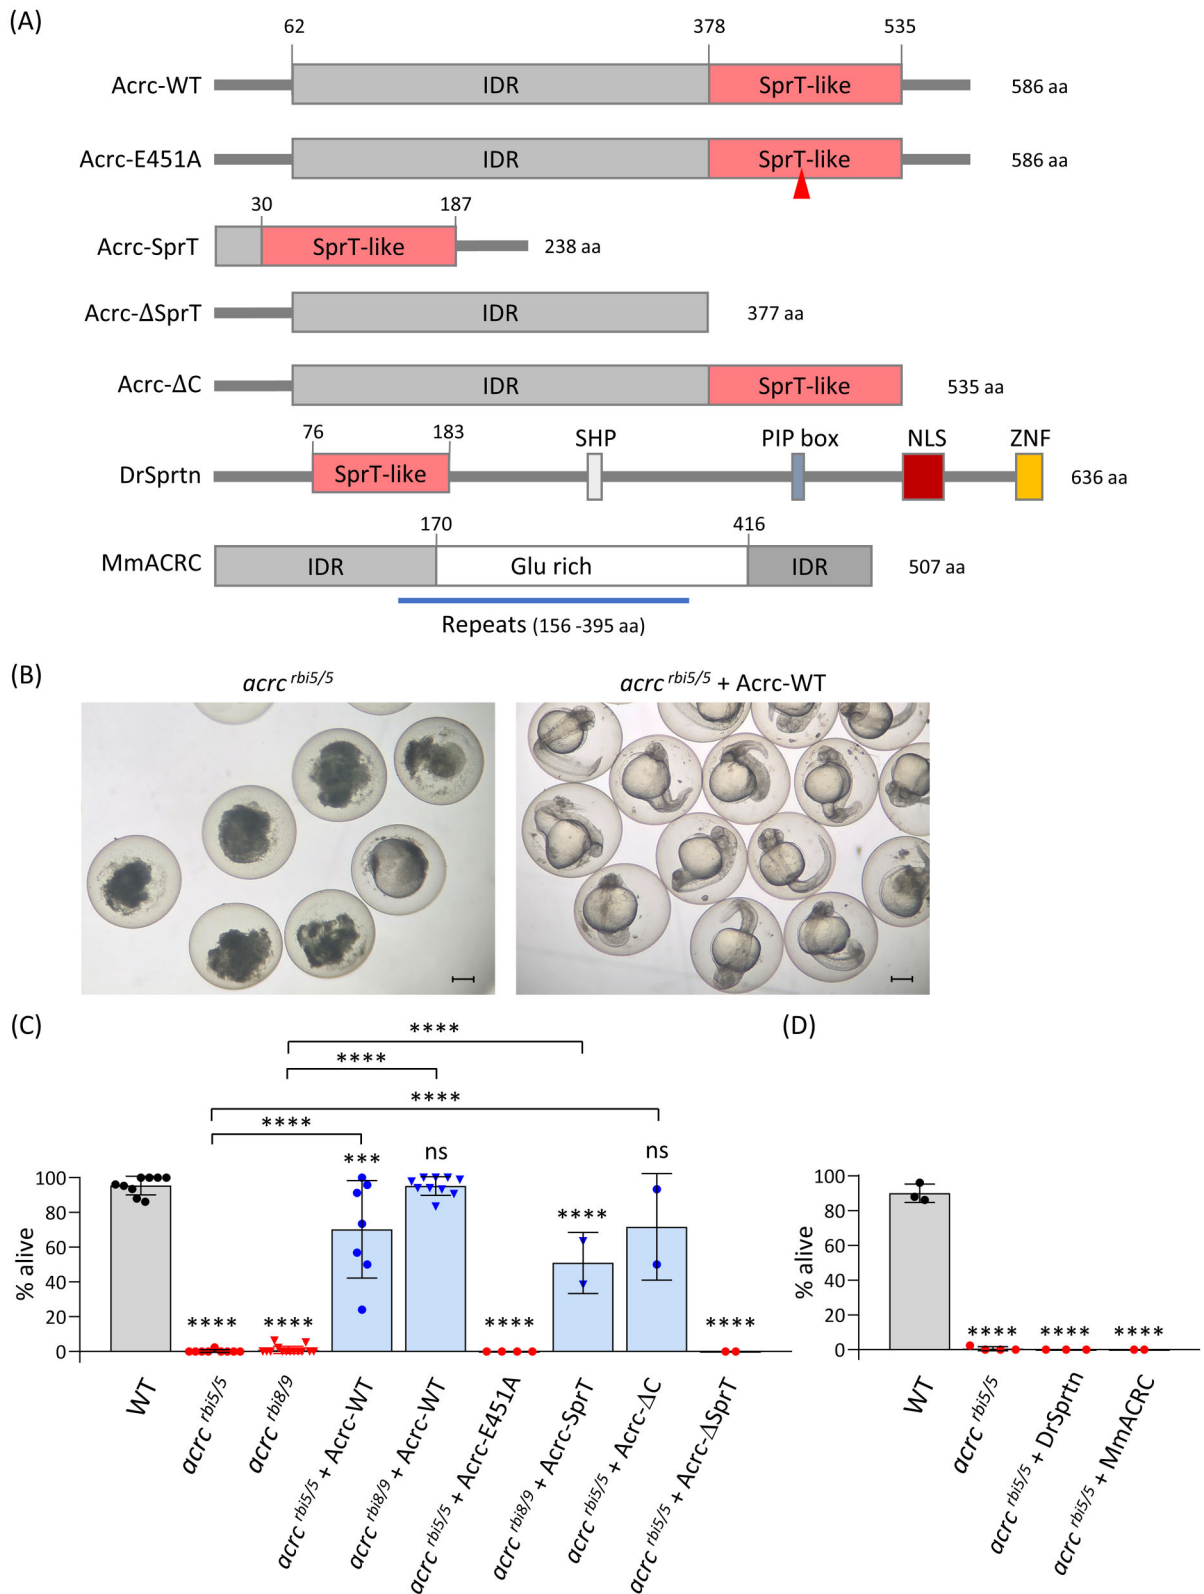 (A)
62 378 535
Acrc-WT IDR SprT-like 586 aa
Acrc-E451A IDR SprT-like 586 aa
30 187
Acrc-SprT SprT-like 238 aa
Acrc-ΔSprT IDR 377 aa
Acrc-ΔC IDR SprT-like 535 aa
76 183 SHP PIP box NLS ZNF
DrSprtn SprT-like 636 aa
170 416
MmACRC IDR Glu rich IDR 507 aa
Repeats (156 -395 aa)
(B)
acrc rbi5/5
acrc rbi5/5 + Acrc-WT
(C)
**** 
****
****
****
*** ns **** ns
**** **** **** ****
% alive
100
80
60
40
20
0
WT
acrc rbi5/5
acrc rbi8/9
acrc rbi5/5 + Acrc-WT
acrc rbi8/9 + Acrc-WT
acrc rbi5/5 + Acrc-E451A
acrc rbi8/9 + Acrc-SprT
acrc rbi5/5 + Acrc-ΔC
acrc rbi5/5 + Acrc-ΔSprT
(D)
**** **** ****
% alive
100
80
60
40
20
0
WT
acrc rbi5/5
acrc rbi5/5 + DrSprtn
acrc rbi5/5 + MmACRC